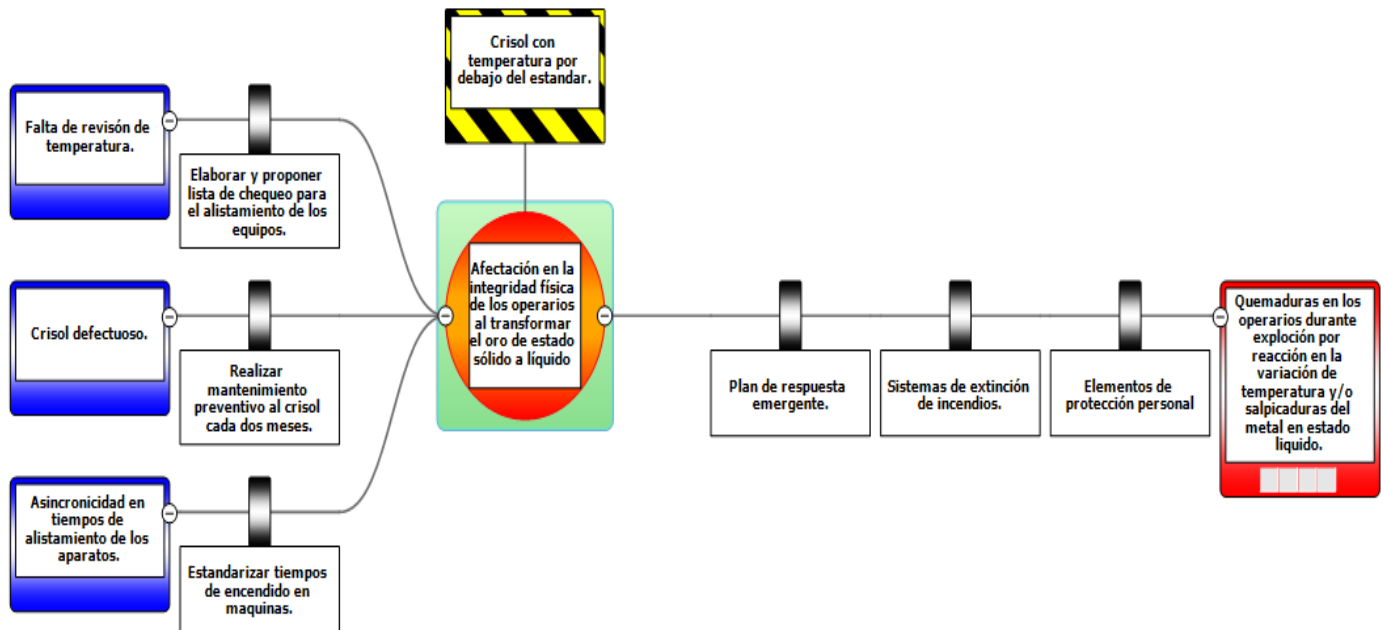 Crisol con
temperatura por
debajo del estandar.
Falta de revisón de
temperatura.
Elaborar y proponer
lista de chequeo para
el alistamiento de los
equipos.
Crisol defectuoso.
Realizar
mantenimiento
preventivo al crisol
cada dos meses.
Asincronicidad en
tiempos de
alistamiento de los
aparatos.
Estandarizar tiempos
de encendido en
maquinas.
Afectación en la
integridad física
de los operarios
al transformar
el oro de estado
sólido a líquido
Plan de respuesta
emergente.
Sistemas de extinción
de incendios.
Elementos de
protección personal
Quemaduras en los
operarios durante
exploción por
reacción en la
variación de
temperatura y/o
salpicaduras del
metal en estado
liquido.